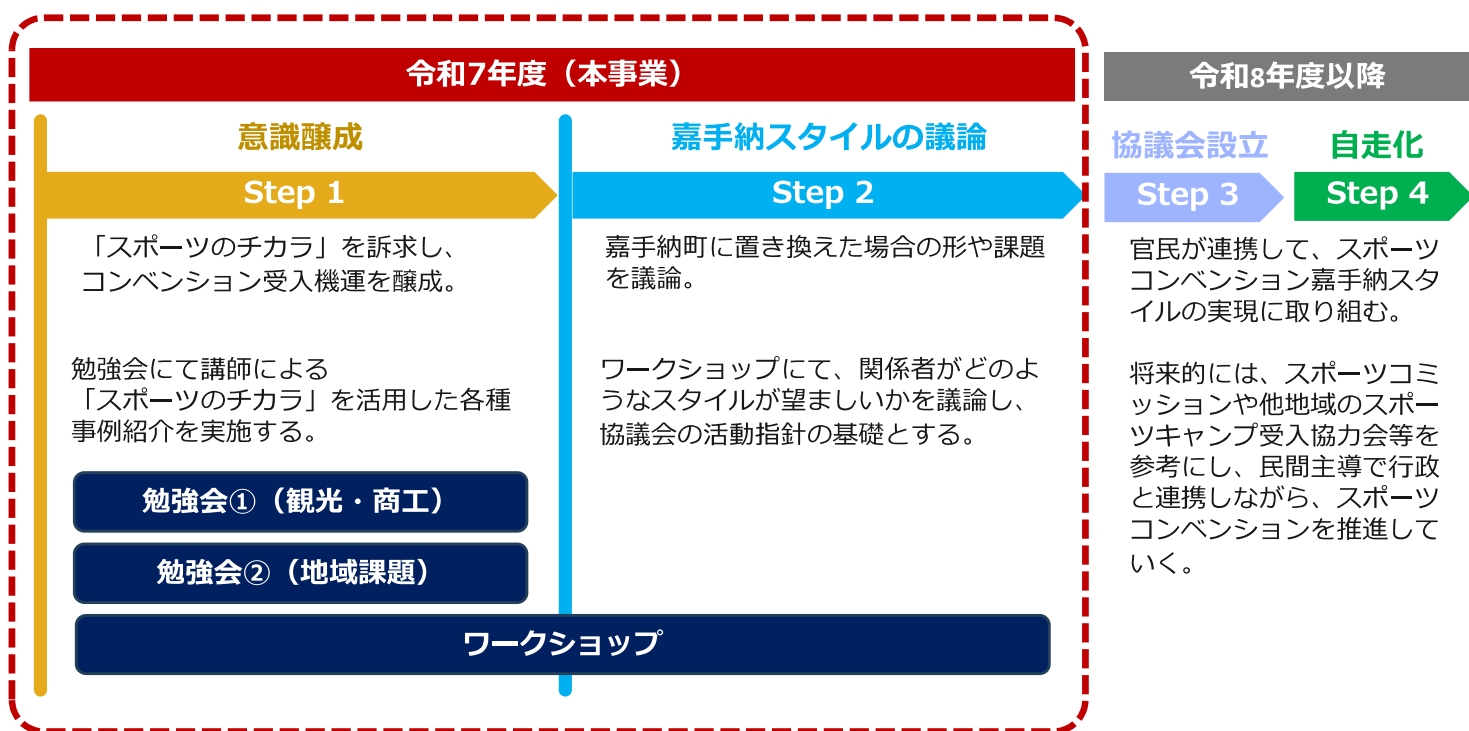 令和7年度（本事業）
意識醸成
Step 1
「スポーツのチカラ」を訴求し、
コンベンション受入機運を醸成。
勉強会にて講師による
「スポーツのチカラ」を活用した各種
事例紹介を実施する。
勉強会①（観光・商工）
勉強会②（地域課題）
ワークショップ
嘉手納スタイルの議論
Step 2
嘉手納町に置き換えた場合の形や課題
を議論。
ワークショップにて、関係者がどのよ
うなスタイルが望ましいかを議論し、
協議会の活動指針の基礎とする。
令和8年度以降
協議会設立
Step 3
自走化
Step 4
官民が連携して、スポーツ
コンベンション嘉手納スタ
イルの実現に取り組む。
将来的には、スポーツコミ
ッションや他地域のスポー
ツキャンプ受入協力会等を
参考にし、民間主導で行政
と連携しながら、スポーツ
コンベンションを推進して
いく。